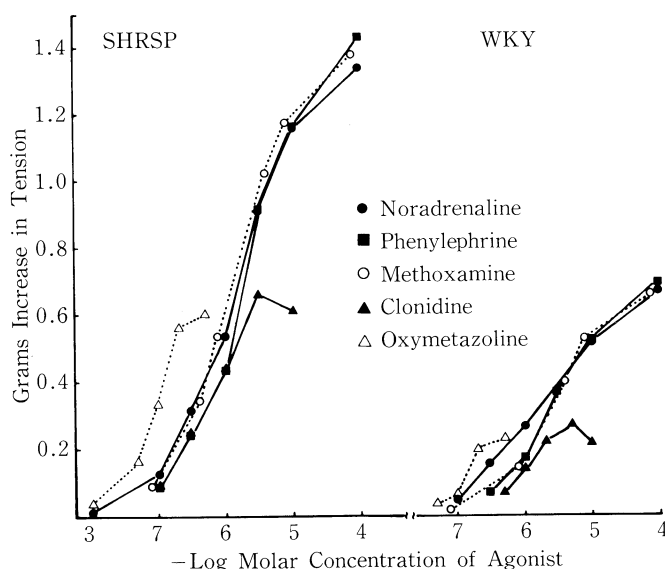 SHRSP
WKY
1.4
1.2
1.0
0.8
0.6
0.4
0.2
Grams Increase in Tension
Noradrenaline
Phenylephrine
Methoxamine
Clonidine
Oxymetazoline
3 7 6 5 4 7 6 5 4
−Log Molar Concentration of Agonist